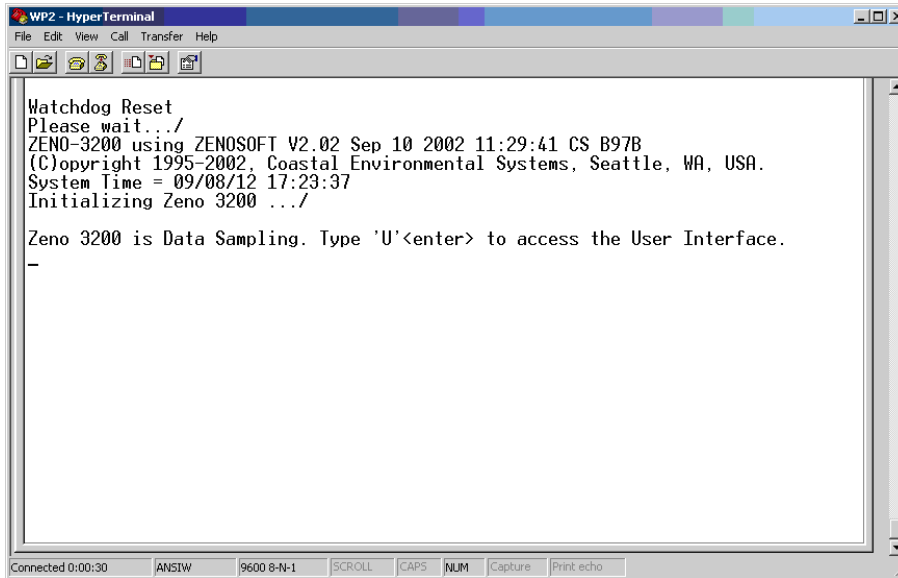 WP2 - HyperTerminal
File Edit View Call Transfer Help
Watchdog Reset
Please wait.../
ZENO-3200 using ZENOSOFT V2.02 Sep 10 2002 11:29:41 CS B97B
(C)opyright 1995-2002, Coastal Environmental Systems, Seattle, WA, USA.
System Time = 09/08/12 17:23:37
Initializing Zeno 3200 .../
Zeno 3200 is Data Sampling. Type 'U'<enter> to access the User Interface.
_
Connected 0:00:30 ANSIW 9600 8-N-1 SCROLL CAPS NUM Capture Print echo